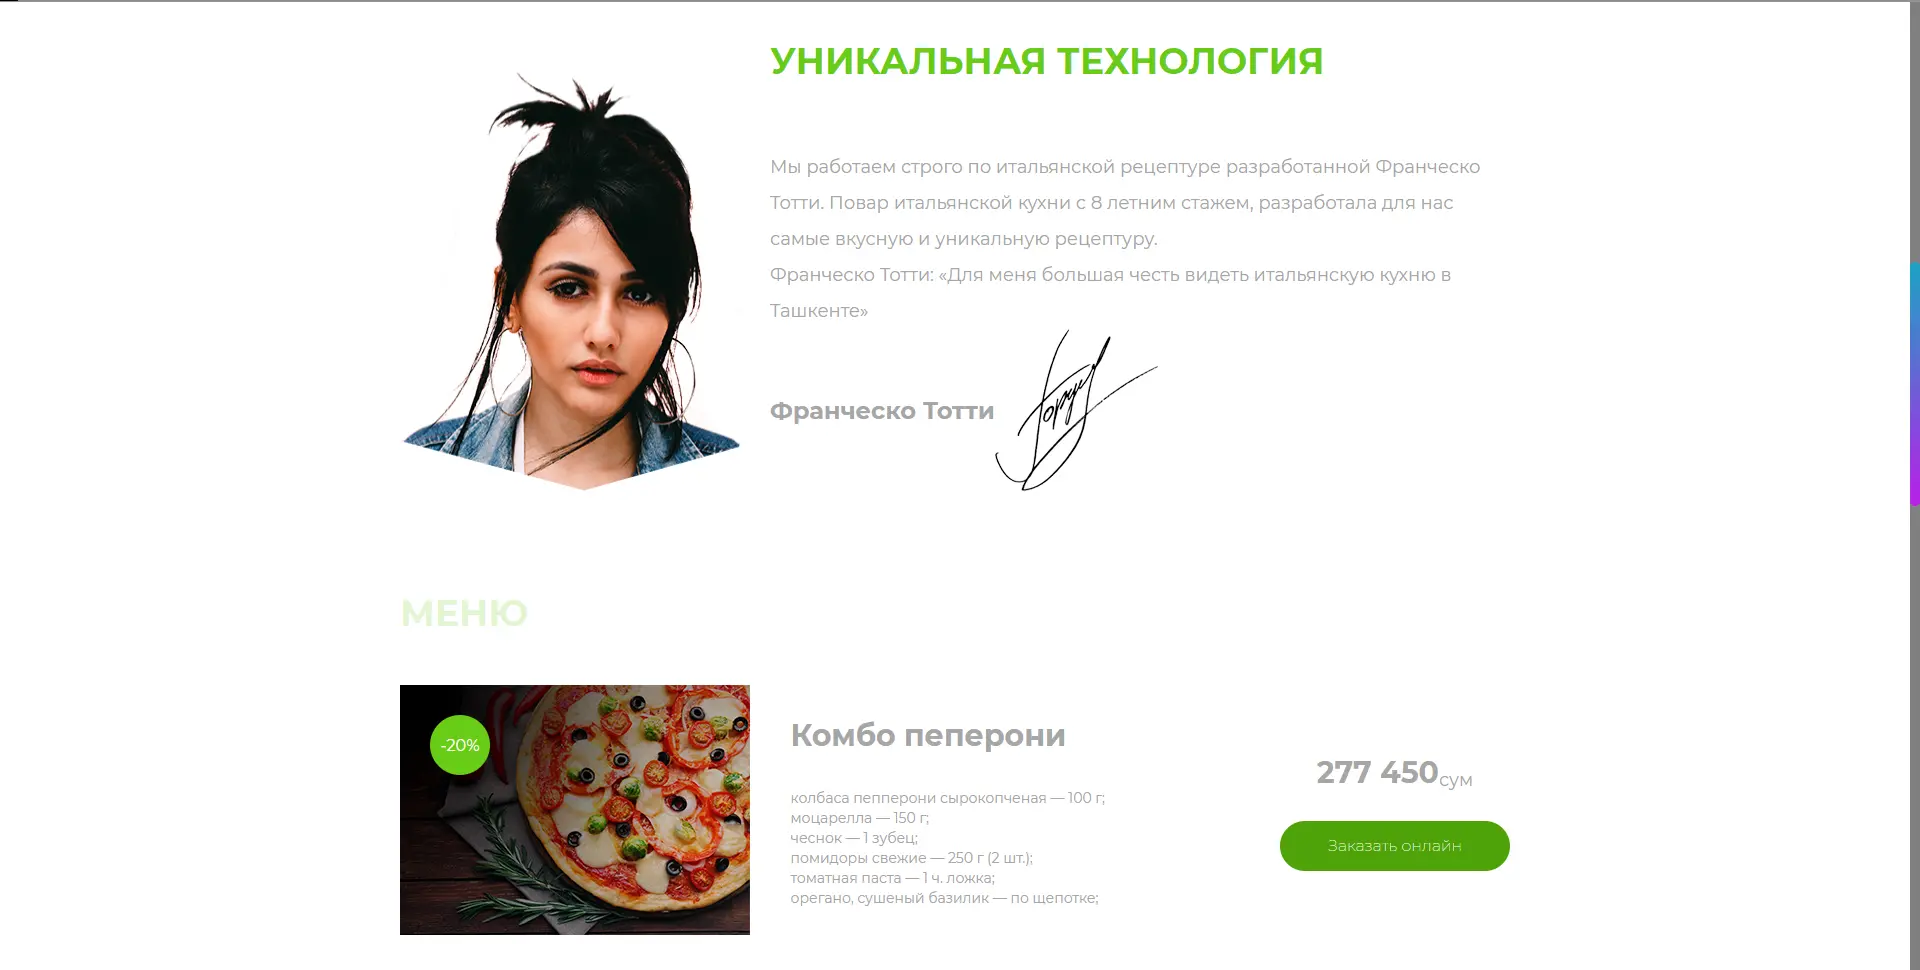 УНИКАЛЬНАЯ ТЕХНОЛОГИЯ
Мы работаем строго по итальянской рецептуре разработанной Франческо
Тотти. Повар итальянской кухни с 8 летним стажем, разработала для нас
самые вкусную и уникальную рецептуру.
Франческо Тотти: «Для меня большая честь видеть итальянскую кухню в
Ташкенте»
Франческо Тотти
МЕНЮ
-20%
Комбо пеперони
колбаса пепперони сырокопченая — 100 г;
моцарелла — 150 г;
чеснок — 1 зубец;
помидоры свежие — 250 г (2 шт.);
томатная паста — 1 ч. ложка;
орегано, сушеный базилик — по щепотке;
277 450сум
Заказать онлайн